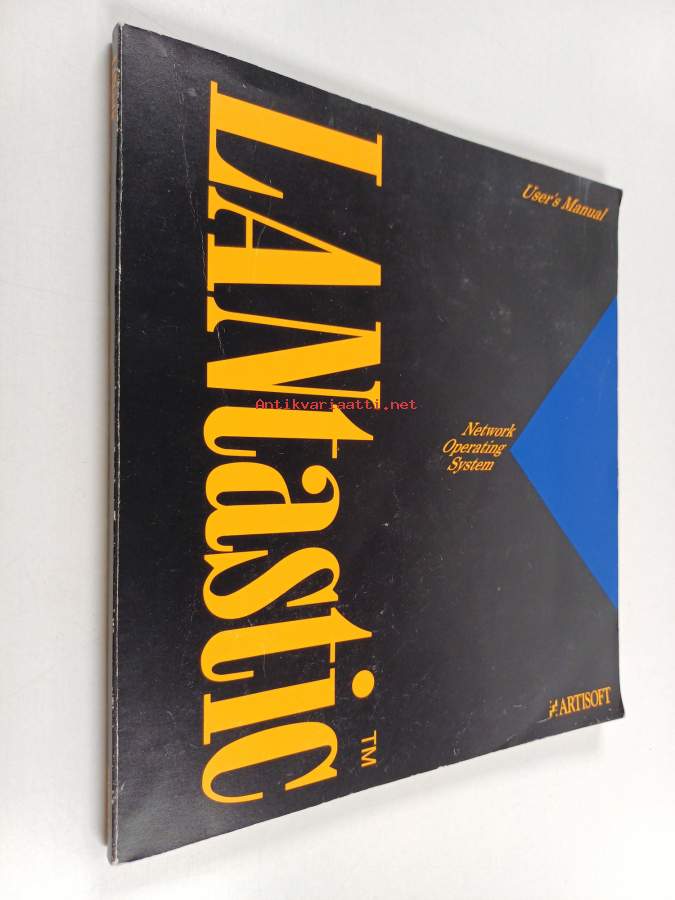 User's Manual
LANtastic™
Antikvariaatti.net
Network
Operating
System
ARTISOFT